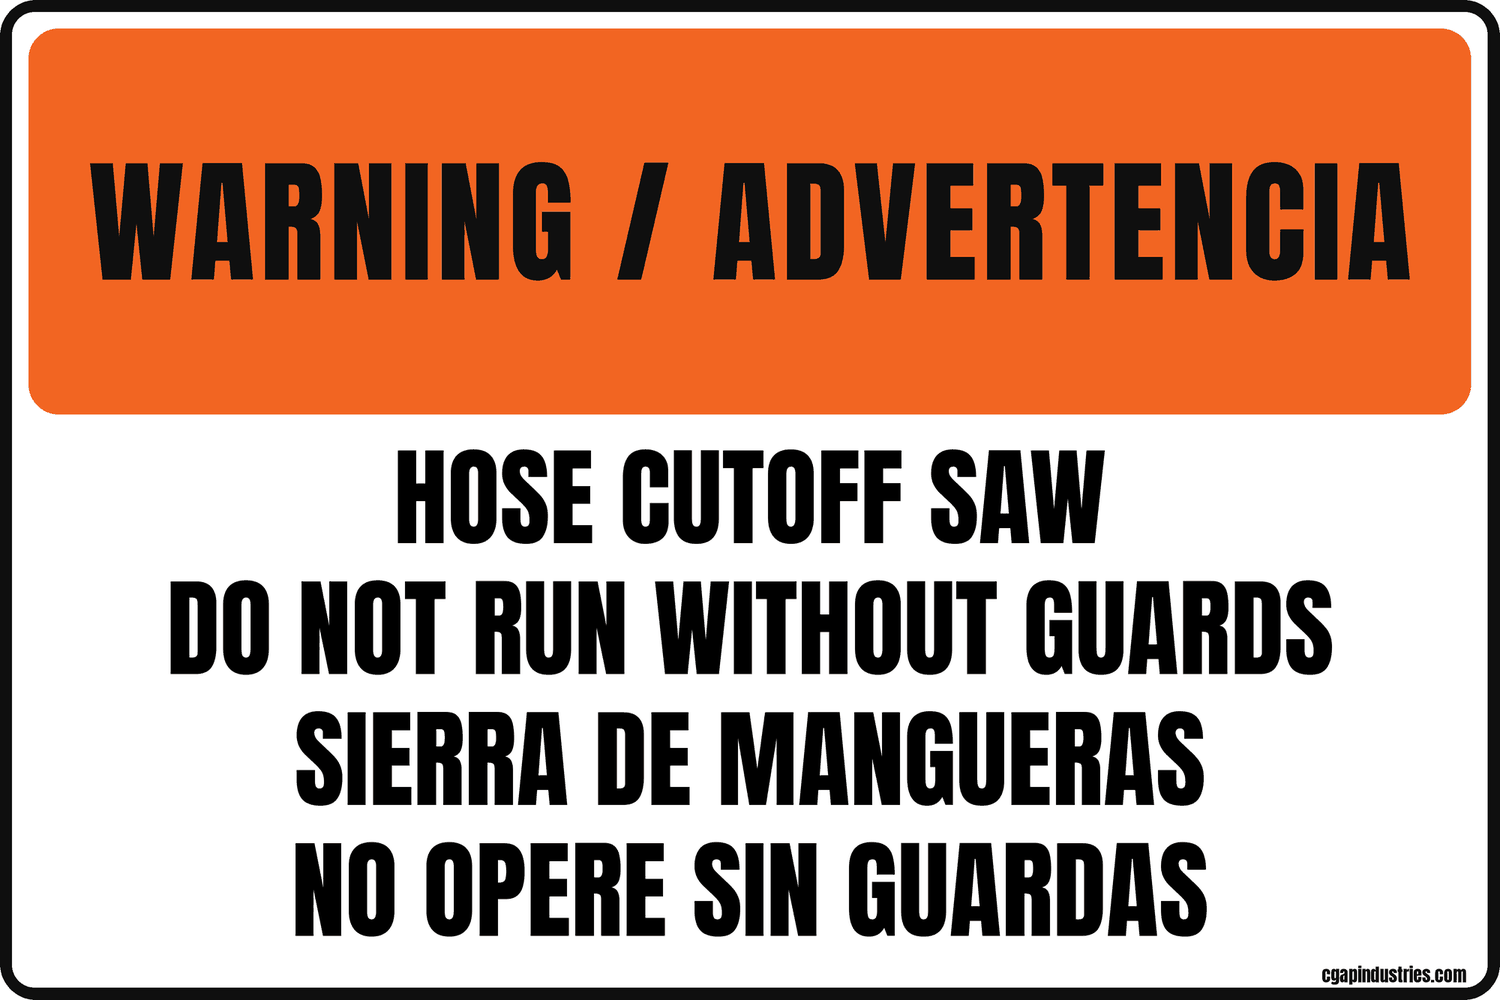 WARNING / ADVERTENCIA
HOSE CUTOFF SAW
DO NOT RUN WITHOUT GUARDS
SIERRA DE MANGUERAS
NO OPERE SIN GUARDAS
cgapindustries.com